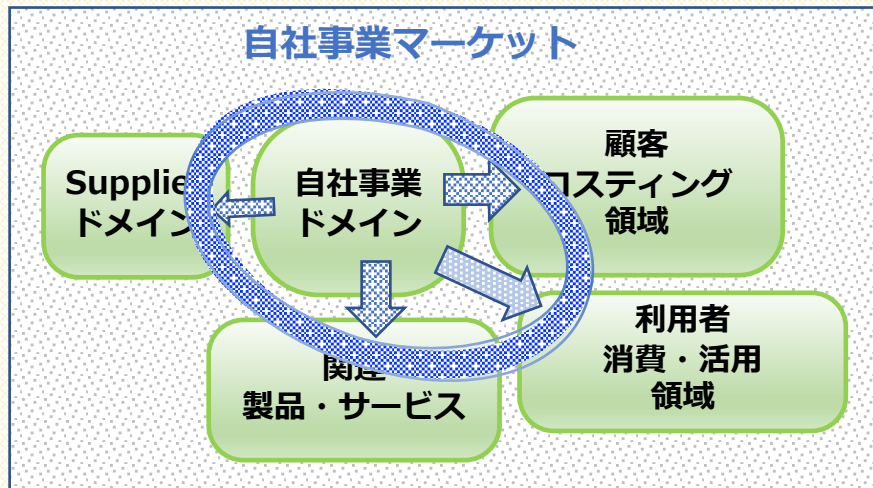 自社事業マーケット
Supplie
ドメイン
自社事業
ドメイン
顧客
コスティング
領域
関連
製品・サービス
利用者
消費・活用
領域